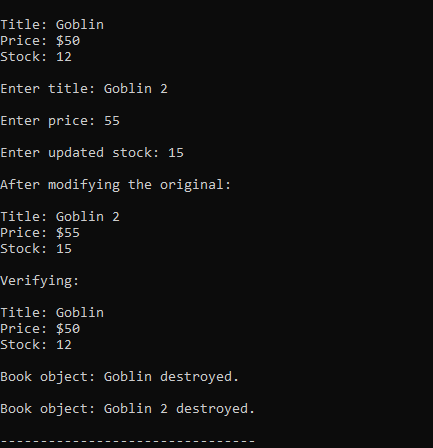 Title: Goblin
Price: $50
Stock: 12
Enter title: Goblin 2
Enter price: 55
Enter updated stock: 15
After modifying the original:
Title: Goblin 2
Price: $55
Stock: 15
Verifying:
Title: Goblin
Price: $50
Stock: 12
Book object: Goblin destroyed.
Book object: Goblin 2 destroyed.
--------------------------------